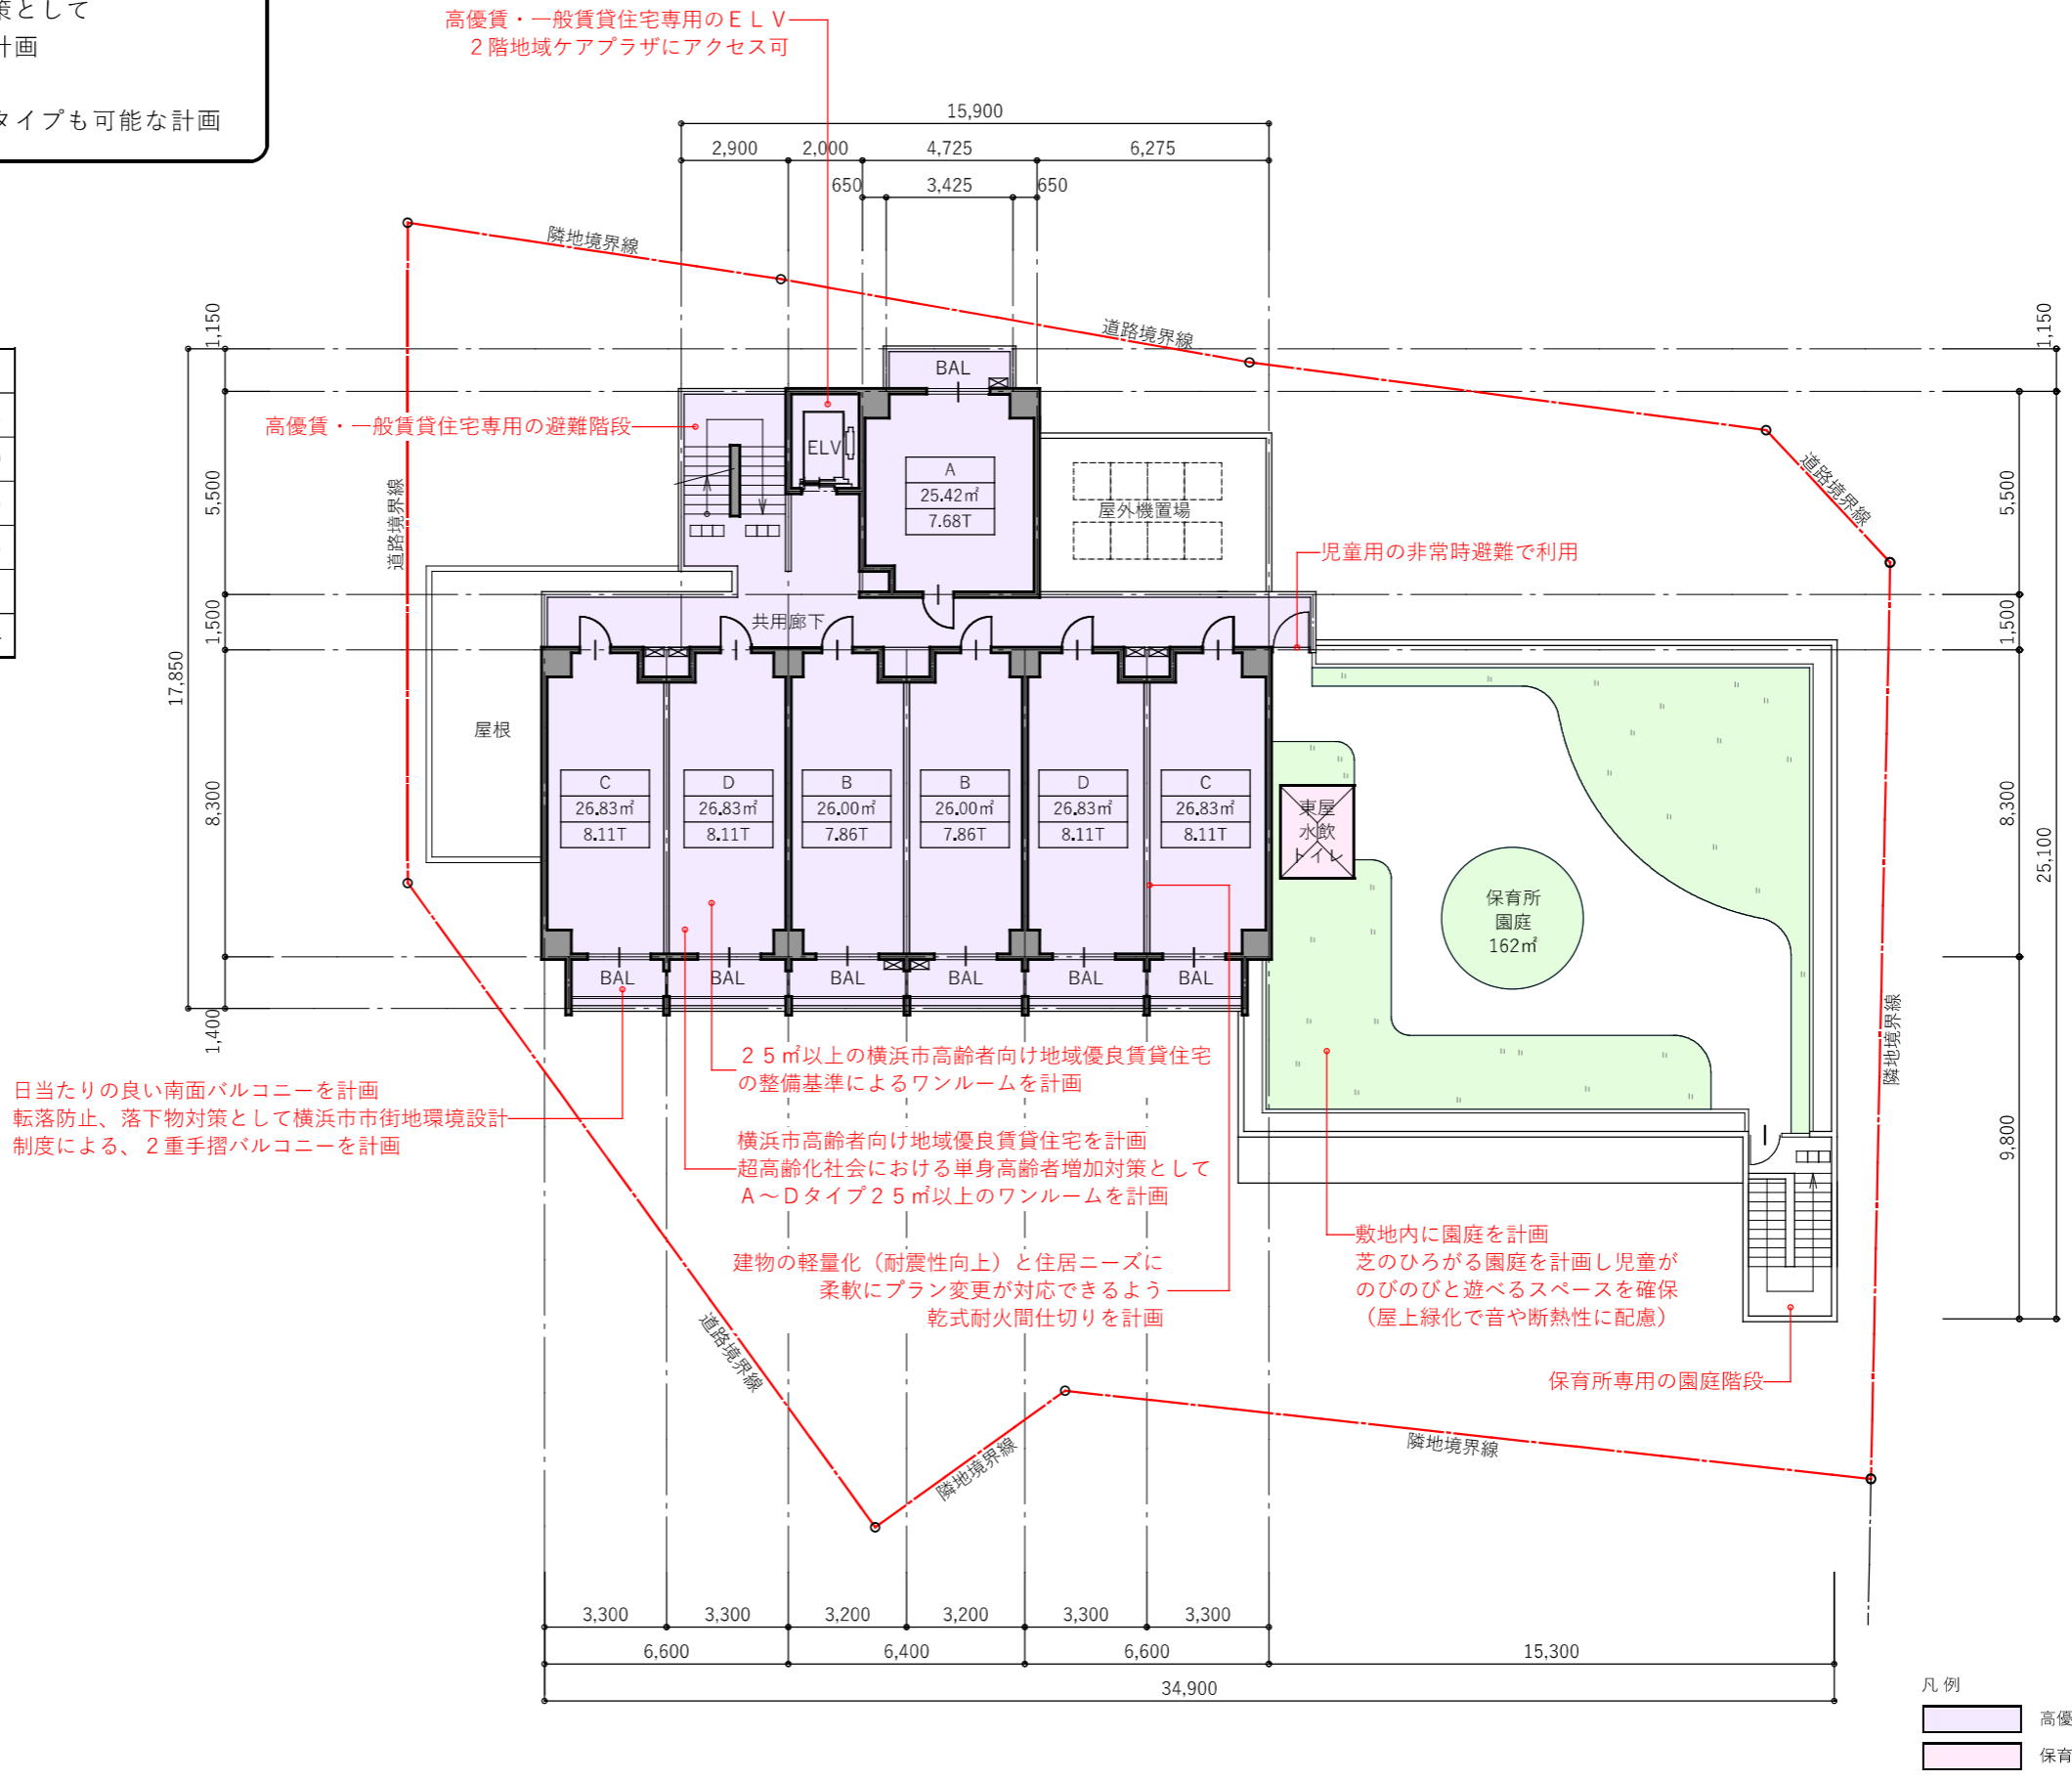 策として
計画
タイプも可能な計画
高優賃・一般賃貸住宅専用のＥＬＶ
２階地域ケアプラザにアクセス可
15,900
2,900
2,000
4,725
6,275
650
3,425
650
隣地境界線
道路境界線
道路境界線
道路境界線
1,150
5,500
1,500
8,300
1,400
17,850
1,150
5,500
1,500
8,300
9,800
25,100
BAL
高優賃・一般賃貸住宅専用の避難階段
ELV
A
25.42㎡
7.68T
屋外機置場
児童用の非常時避難で利用
共用廊下
屋根
C
26.83㎡
8.11T
D
26.83㎡
8.11T
B
26.00㎡
7.86T
B
26.00㎡
7.86T
D
26.83㎡
8.11T
C
26.83㎡
8.11T
東屋
水飲
トイレ
保育所
園庭
162㎡
BAL
BAL
BAL
BAL
BAL
BAL
隣地境界線
２５㎡以上の横浜市高齢者向け地域優良賃貸住宅
の整備基準によるワンルームを計画
日当たりの良い南面バルコニーを計画
転落防止、落下物対策として横浜市市街地環境設計
制度による、２重手摺バルコニーを計画
横浜市高齢者向け地域優良賃貸住宅を計画
超高齢化社会における単身高齢者増加対策として
Ａ～Ｄタイプ２５㎡以上のワンルームを計画
建物の軽量化（耐震性向上）と住居ニーズに
柔軟にプラン変更が対応できるよう
乾式耐火間仕切りを計画
敷地内に園庭を計画
芝のひろがる園庭を計画し児童が
のびのびと遊べるスペースを確保
（屋上緑化で音や断熱性に配慮）
保育所専用の園庭階段
道路境界線
隣地境界線
隣地境界線
3,300
3,300
3,200
3,200
3,300
3,300
6,600
6,400
6,600
15,300
34,900
凡例
高優
保育